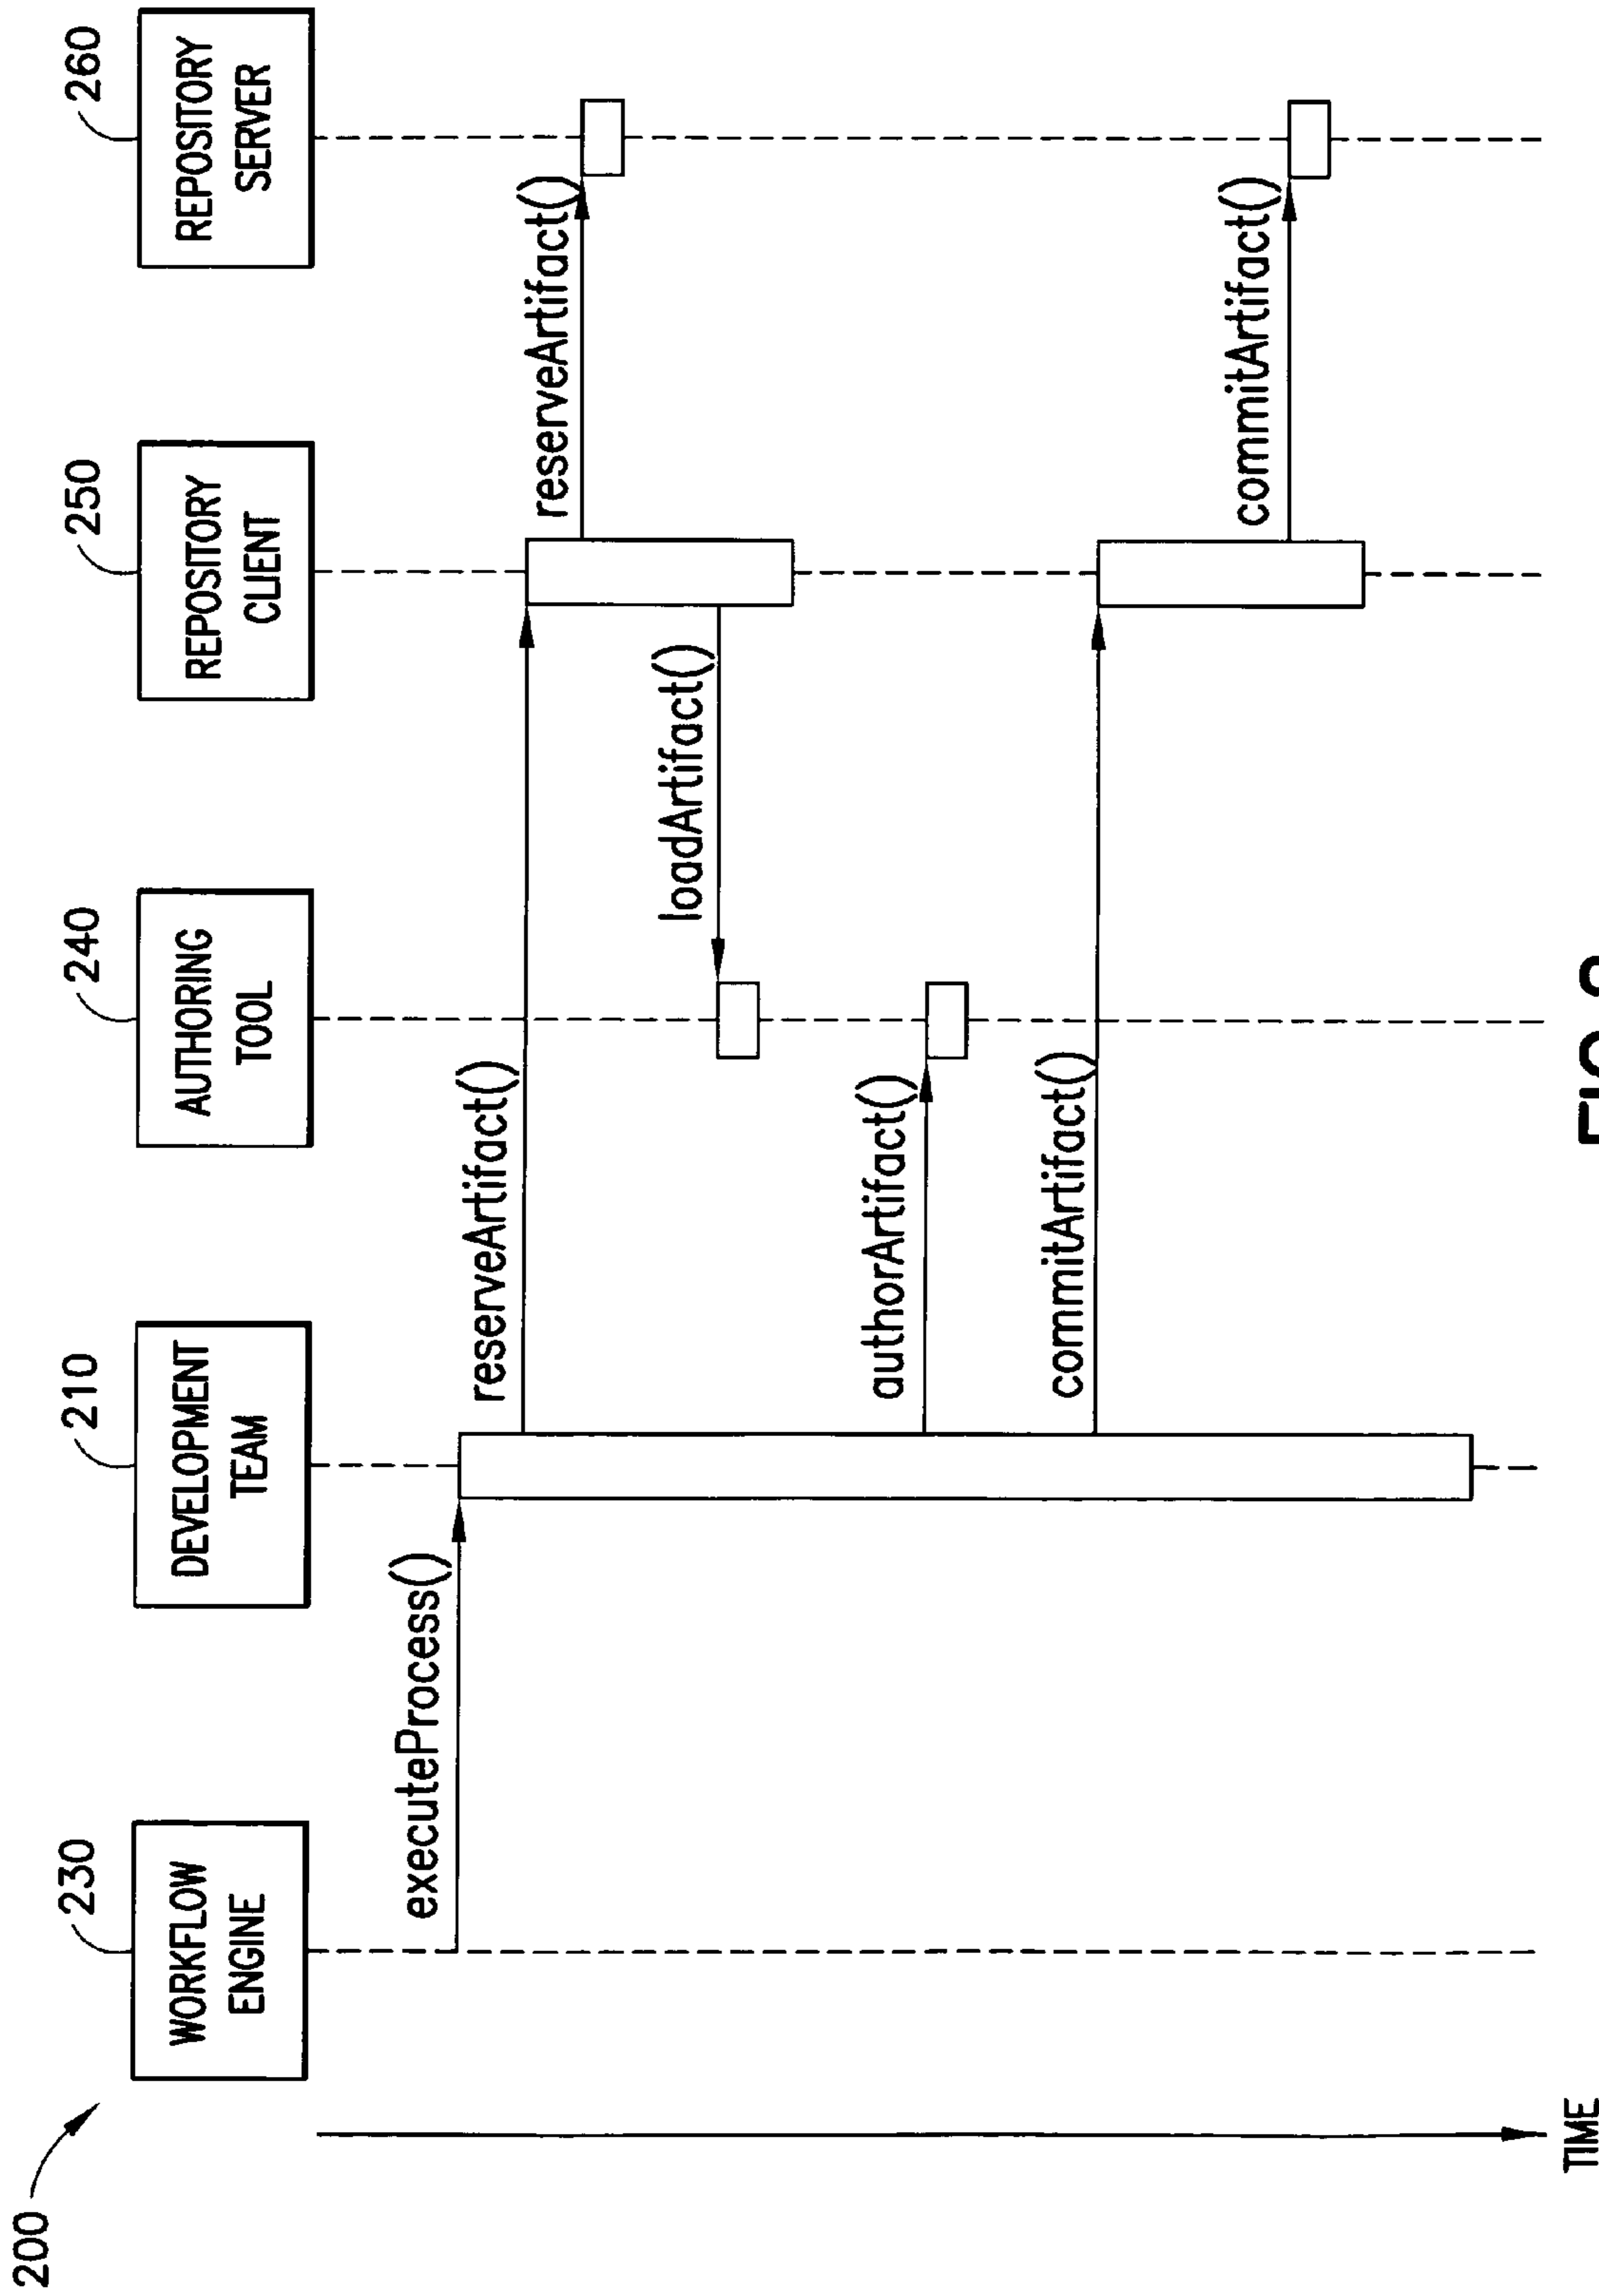 200
230
210
240
250
260
WORKFLOW
ENGINE
DEVELOPMENT
TEAM
AUTHORING
TOOL
REPOSITORY
CLIENT
REPOSITORY
SERVER
executeProcess()
reserveArtifact()
reserveArtifact()
loadArtifact()
authorArtifact()
commitArtifact()
commitArtifact()
TIME